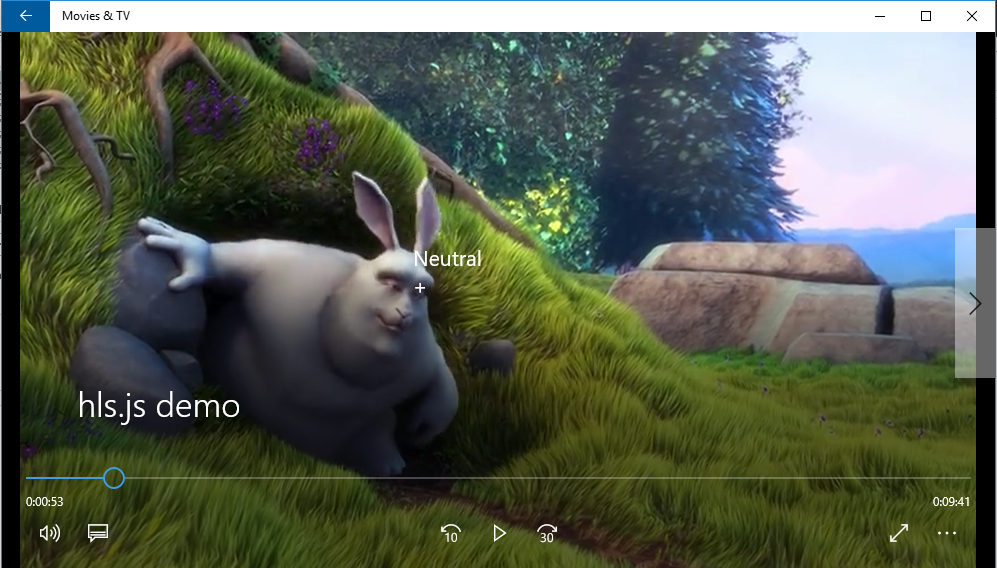 Movies & TV
Neutral
+
hls.js demo
0:00:53
0:09:41
10
30